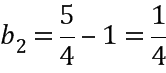 b₂ = 5/4 − 1 = 1/4